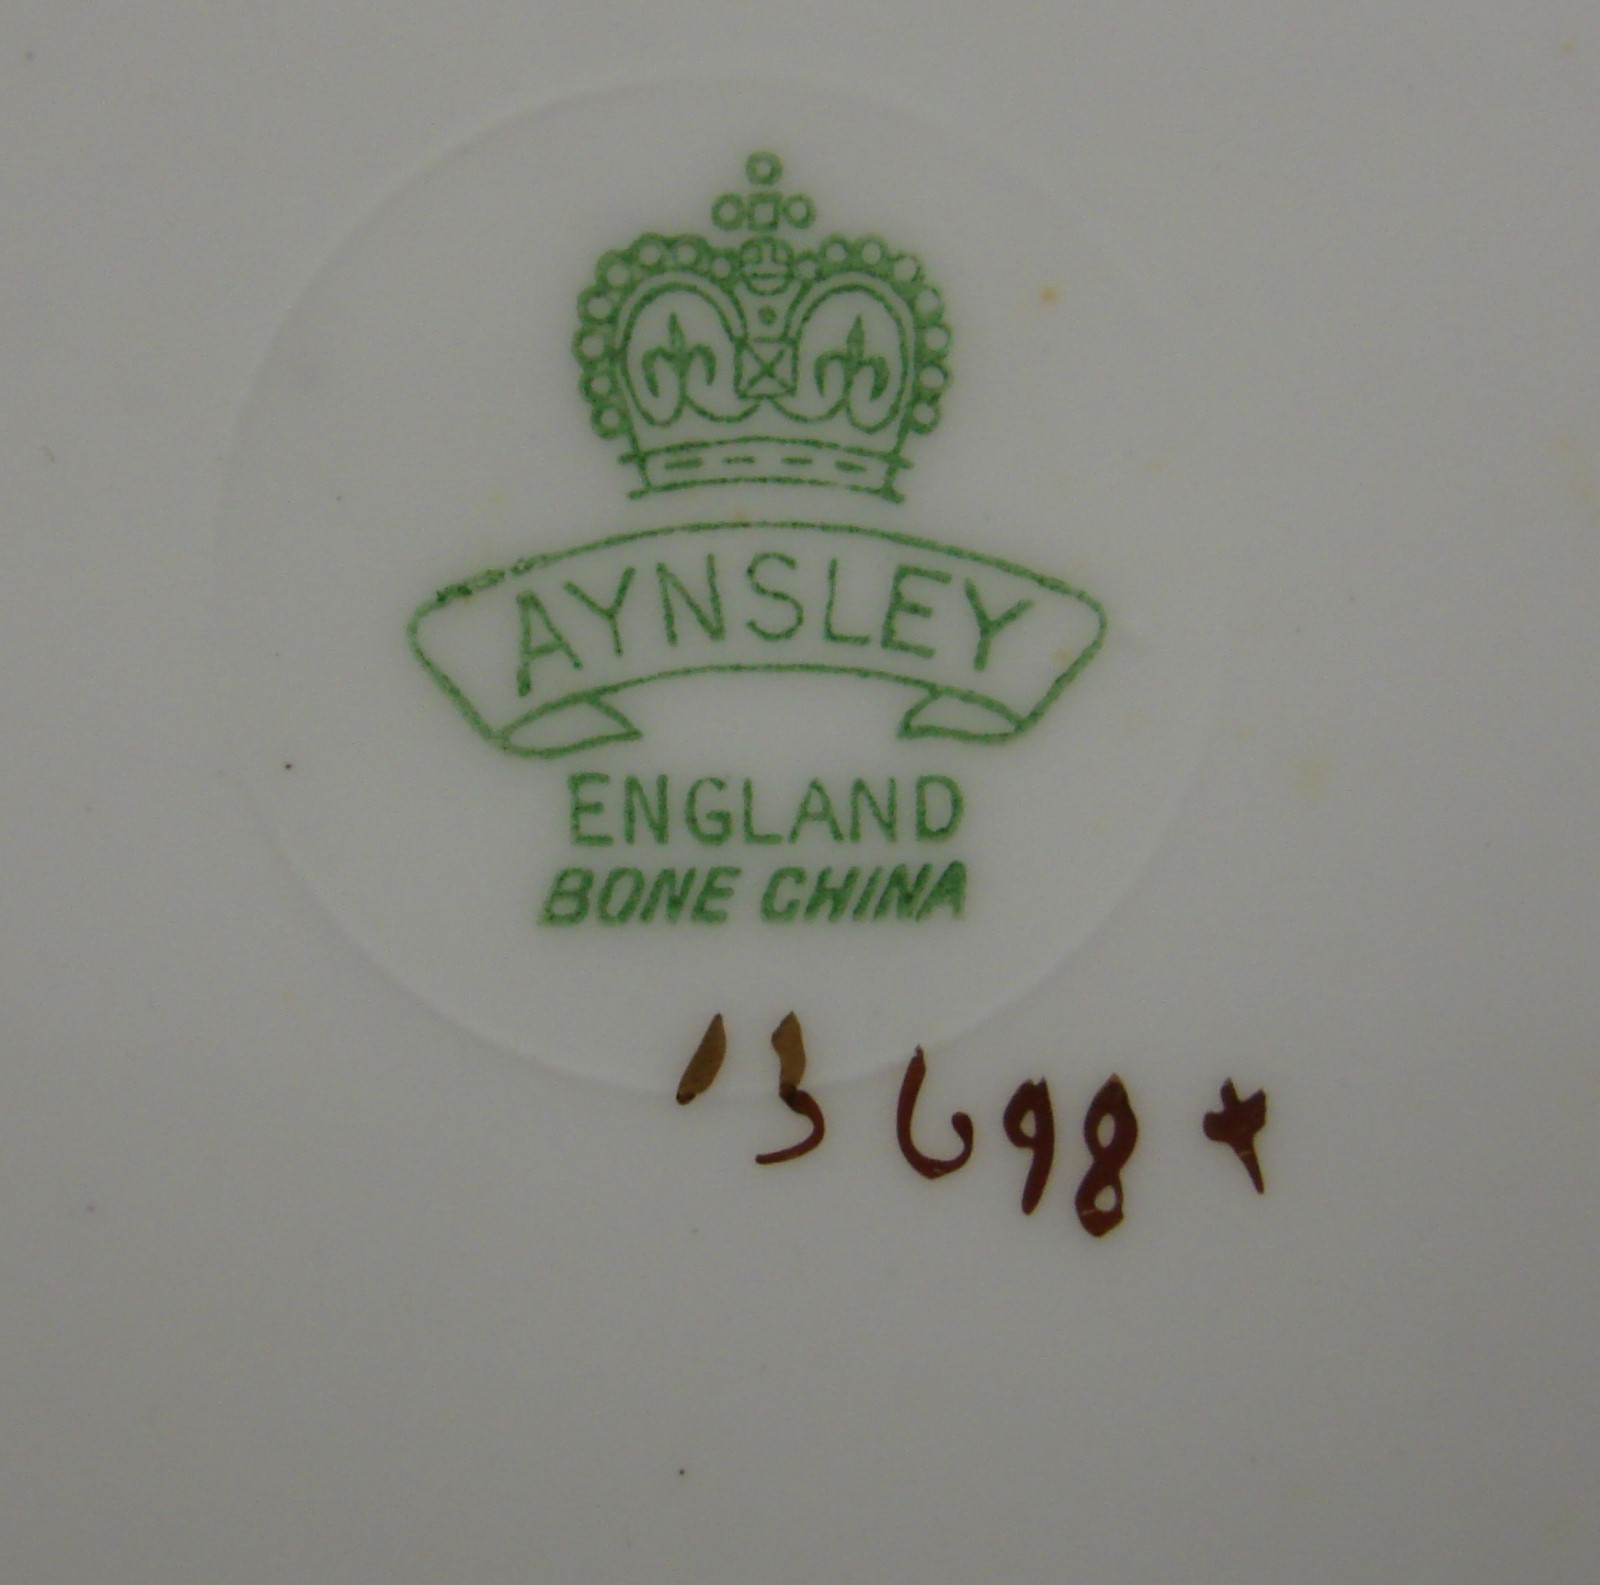 AYNSLEY
ENGLAND
BONE CHINA
13698 +